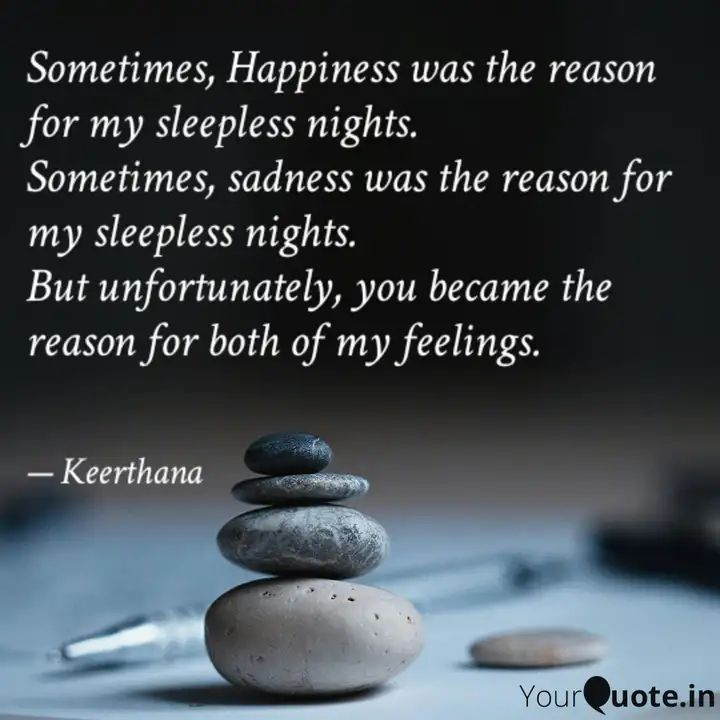 Sometimes, Happiness was the reason
for my sleepless nights.
Sometimes, sadness was the reason for
my sleepless nights.
But unfortunately, you became the
reason for both of my feelings.
— Keerthana
YourQuote.in